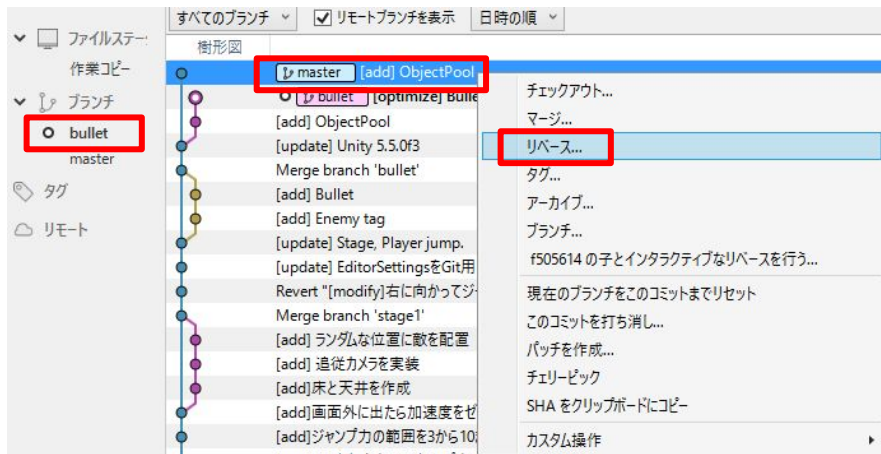 すべてのブランチ リモートブランチを表示 日時の順
ファイルステー
作業コピー
ブランチ
bullet
master
タグ
リモート
樹形図
master [add] ObjectPool
bullet [optimize] Bulle
[add] ObjectPool
[update] Unity 5.5.0f3
Merge branch 'bullet'
[add] Bullet
[add] Enemy tag
[update] Stage, Player jump.
[update] EditorSettingsをGit用
Revert "[modify]右に向かってジ
Merge branch 'stage1'
[add] ランダムな位置に敵を配置
[add] 追従カメラを実装
[add]床と天井を作成
[add]画面外に出たら加速度をゼ
[add]ジャンプ力の範囲を3から10
チェックアウト...
マージ...
リベース...
タグ...
アーカイブ...
ブランチ...
f505614 の子とインタラクティブなリベースを行う...
現在のブランチをこのコミットまでリセット
このコミットを打ち消し...
パッチを作成...
チェリーピック
SHA をクリップボードにコピー
カスタム操作